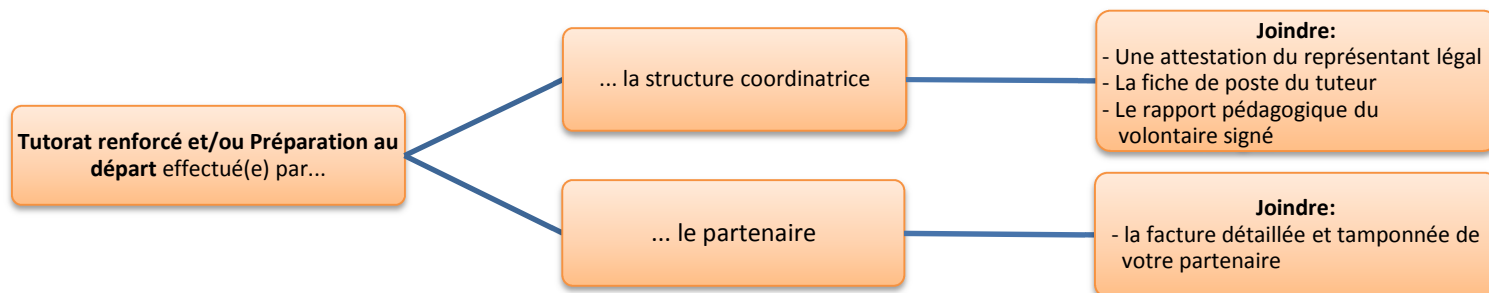 Tutorat renforcé et/ou Préparation au
départ effectué(e) par...
... la structure coordinatrice
Joindre:
- Une attestation du représentant légal
- La fiche de poste du tuteur
- Le rapport pédagogique du
volontaire signé
... le partenaire
Joindre:
- la facture détaillée et tamponnée de
votre partenaire